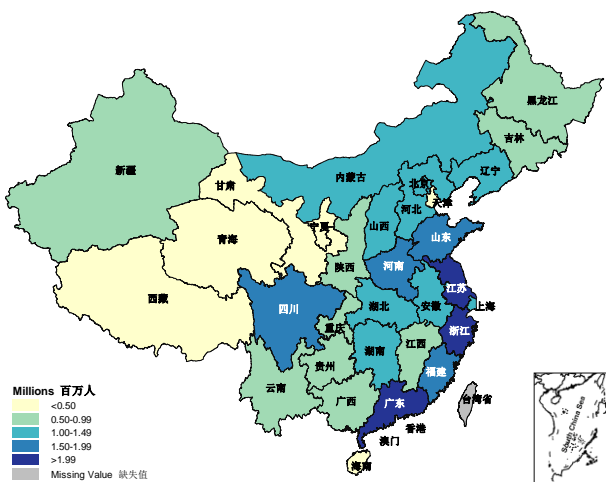 黑龙江
吉林
新疆
辽宁
内蒙古
北京
甘肃
天津
河北
宁夏
山西
山东
青海
陕西
河南
江苏
西藏
四川
上海
湖北
安徽
重庆
浙江
湖南
江西
贵州
福建
云南
广西
广东
台湾省
香港
澳门
海南
South China Sea
Millions 百万人
<0.50
0.50-0.99
1.00-1.49
1.50-1.99
>1.99
Missing Value 缺失值